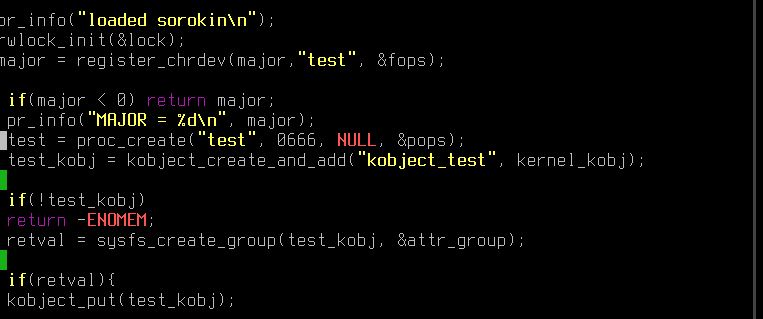 pr_info("loaded sorokin\n");
rwlock_init(&lock);
major = register_chrdev(major,"test", &fops);
if(major < 0) return major;
pr_info("MAJOR = %d\n", major);
test = proc_create("test", 0666, NULL, &pops);
test_kobj = kobject_create_and_add("kobject_test", kernel_kobj);
if(!test_kobj)
return -ENOMEM;
retval = sysfs_create_group(test_kobj, &attr_group);
if(retval){
kobject_put(test_kobj);